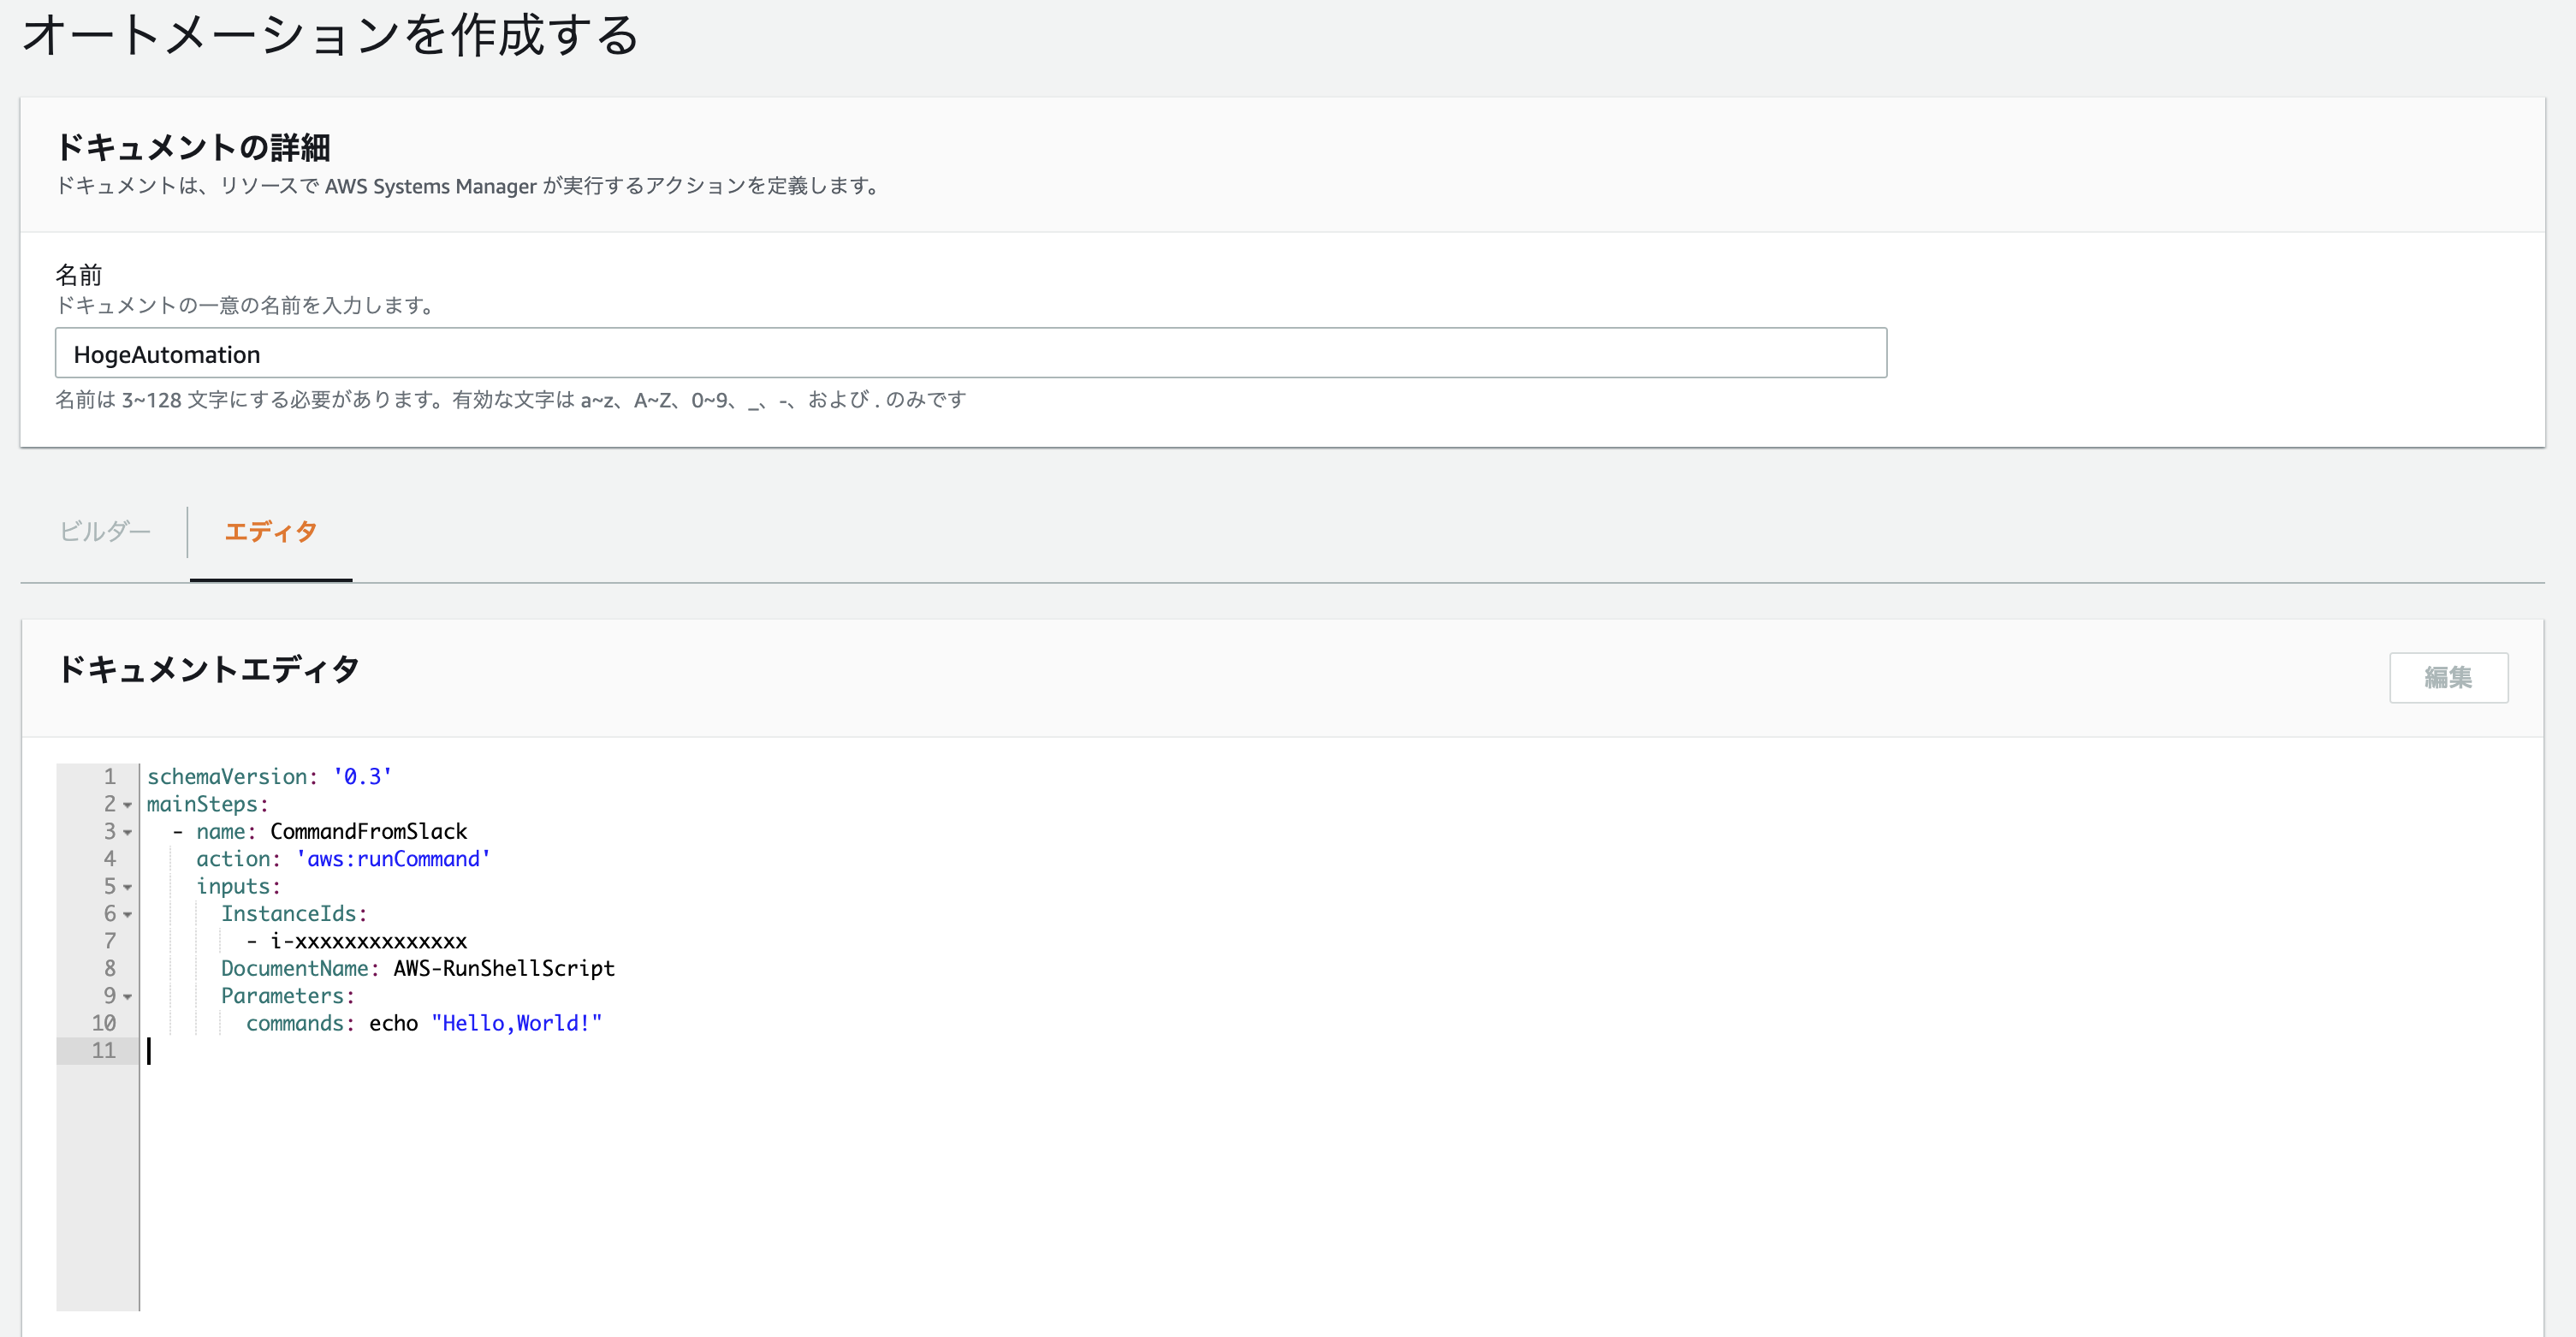 オートメーションを作成する
ドキュメントの詳細
ドキュメントは、リソースで AWS Systems Manager が実行するアクションを定義します。
名前
ドキュメントの一意の名前を入力します。
HogeAutomation
名前は 3~128 文字にする必要があります。有効な文字は a~z、A~Z、0~9、_、-、および . のみです
ビルダー
エディタ
ドキュメントエディタ
編集
1 schemaVersion: '0.3'
2 mainSteps:
3   - name: CommandFromSlack
4     action: 'aws:runCommand'
5     inputs:
6       InstanceIds:
7         - i-xxxxxxxxxxxxxx
8       DocumentName: AWS-RunShellScript
9       Parameters:
10         commands: echo "Hello,World!"
11